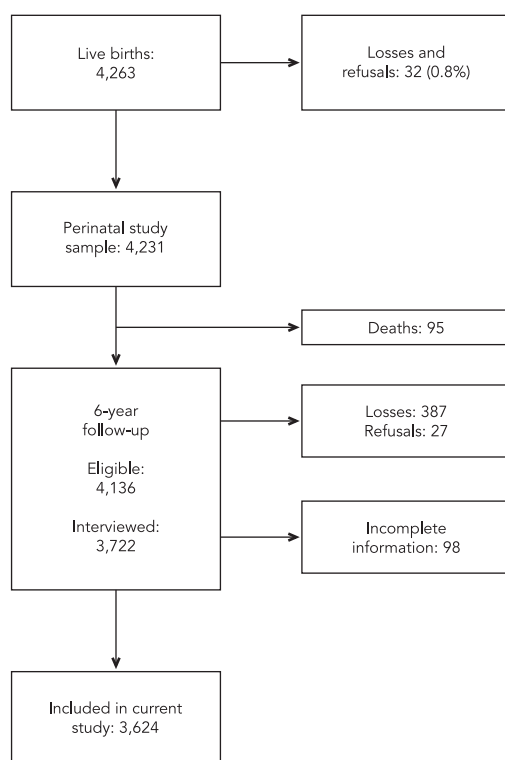 Live births:
4,263
Losses and
refusals: 32 (0.8%)
Perinatal study
sample: 4,231
Deaths: 95
6-year
follow-up
Eligible:
4,136
Interviewed:
3,722
Losses: 387
Refusals: 27
Incomplete
information: 98
Included in current
study: 3,624